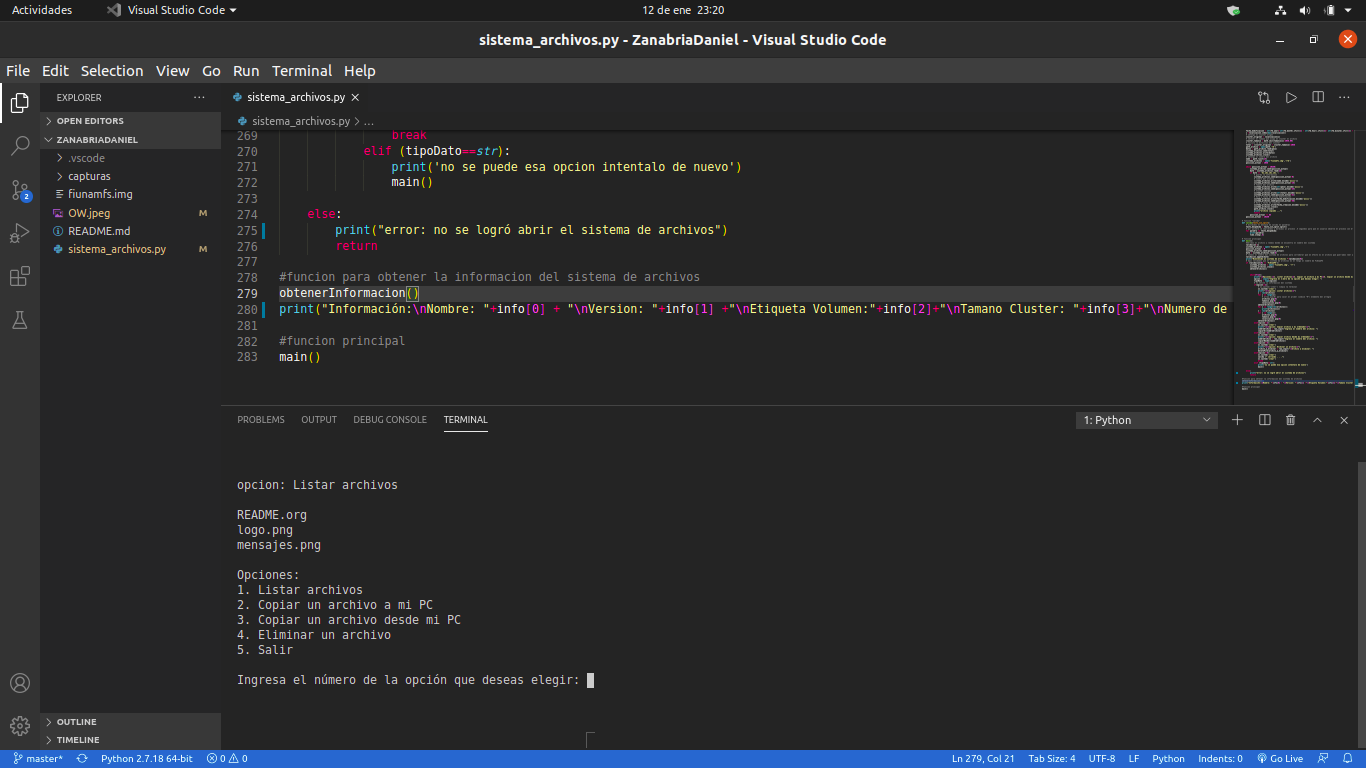 Actividades Visual Studio Code 12 de ene 23:20
sistema_archivos.py - ZanabriaDaniel - Visual Studio Code
File Edit Selection View Go Run Terminal Help
EXPLORER ...
OPEN EDITORS
ZANABRIADANIEL
.vscode
capturas
fiunamfs.img
OW.jpeg M
README.md
sistema_archivos.py M
OUTLINE
TIMELINE
2
sistema_archivos.py
sistema_archivos.py > ...
269 break
270 elif (tipoDato==str):
271 print('no se puede esa opcion intentalo de nuevo')
272 main()
273
274 else:
275 print("error: no se logró abrir el sistema de archivos")
276 return
277
278 #funcion para obtener la informacion del sistema de archivos
279 obtenerInformacion()
280 print("Información:\nNombre: "+info[0] + "\nVersion: "+info[1] +"\nEtiqueta Volumen:"+info[2]+"\nTamano Cluster: "+info[3]+"\nNumero de
281
282 #funcion principal
283 main()
PROBLEMS OUTPUT DEBUG CONSOLE TERMINAL 1: Python
opcion: Listar archivos
README.org
logo.png
mensajes.png
Opciones:
1. Listar archivos
2. Copiar un archivo a mi PC
3. Copiar un archivo desde mi PC
4. Eliminar un archivo
5. Salir
Ingresa el número de la opción que deseas elegir:
master* Python 2.7.18 64-bit 0 0 Ln 279, Col 21 Tab Size: 4 UTF-8 LF Python Indents: 0 Go Live